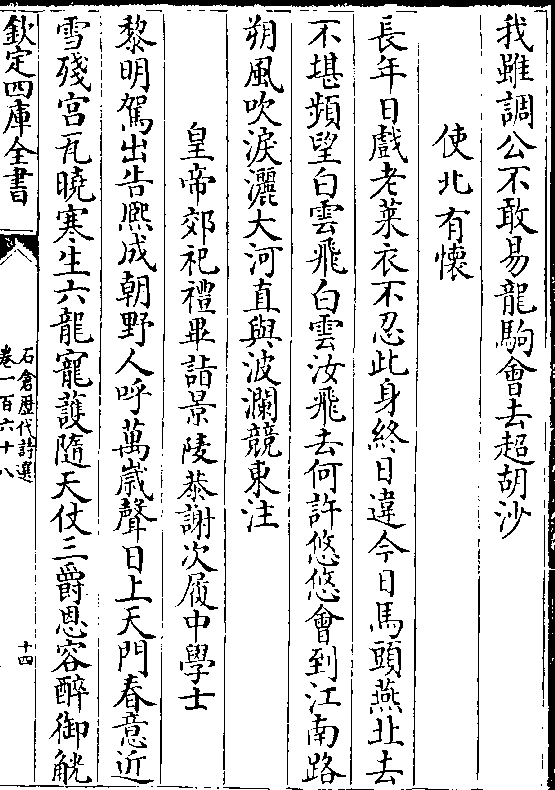 我雖調公不敢易龍駒會去超胡沙
使北有懷
長年日戲老萊衣不忍此身終日違今日馬頭燕北去
不堪頻望白雲飛白雲汝飛去何許悠悠會到江南路
朔風吹淚灑大河直與波瀾競東注
皇帝郊祀禮畢詣景陵恭謝次履中學士
黎明駕出告熈成朝野人呼萬歲聲日上天門春意近
雪殘宫瓦曉寒生六龍寵護隨天仗三爵恩容醉御觥
欽定四庫全書
石倉歴代詩選
卷一百六十八
十四